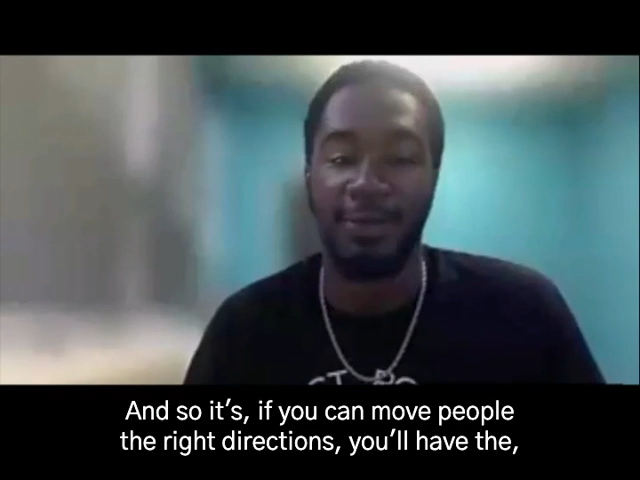 And so it's, if you can move people
the right directions, you'll have the,